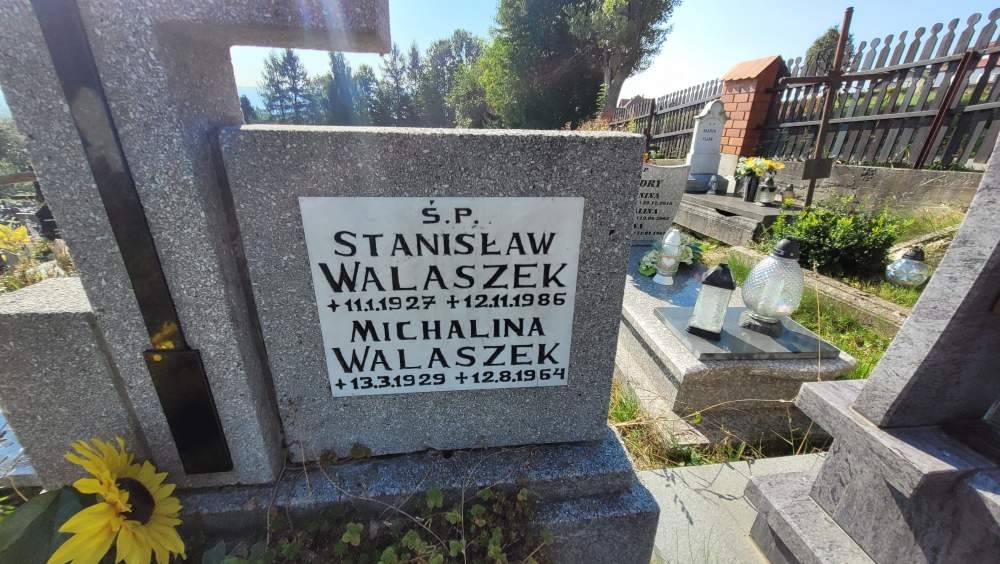 Ś.P.
STANISŁAW
WALASZEK
+11.1.1927 +12.11.1986
MICHALINA
WALASZEK
+13.3.1929 +12.8.1964